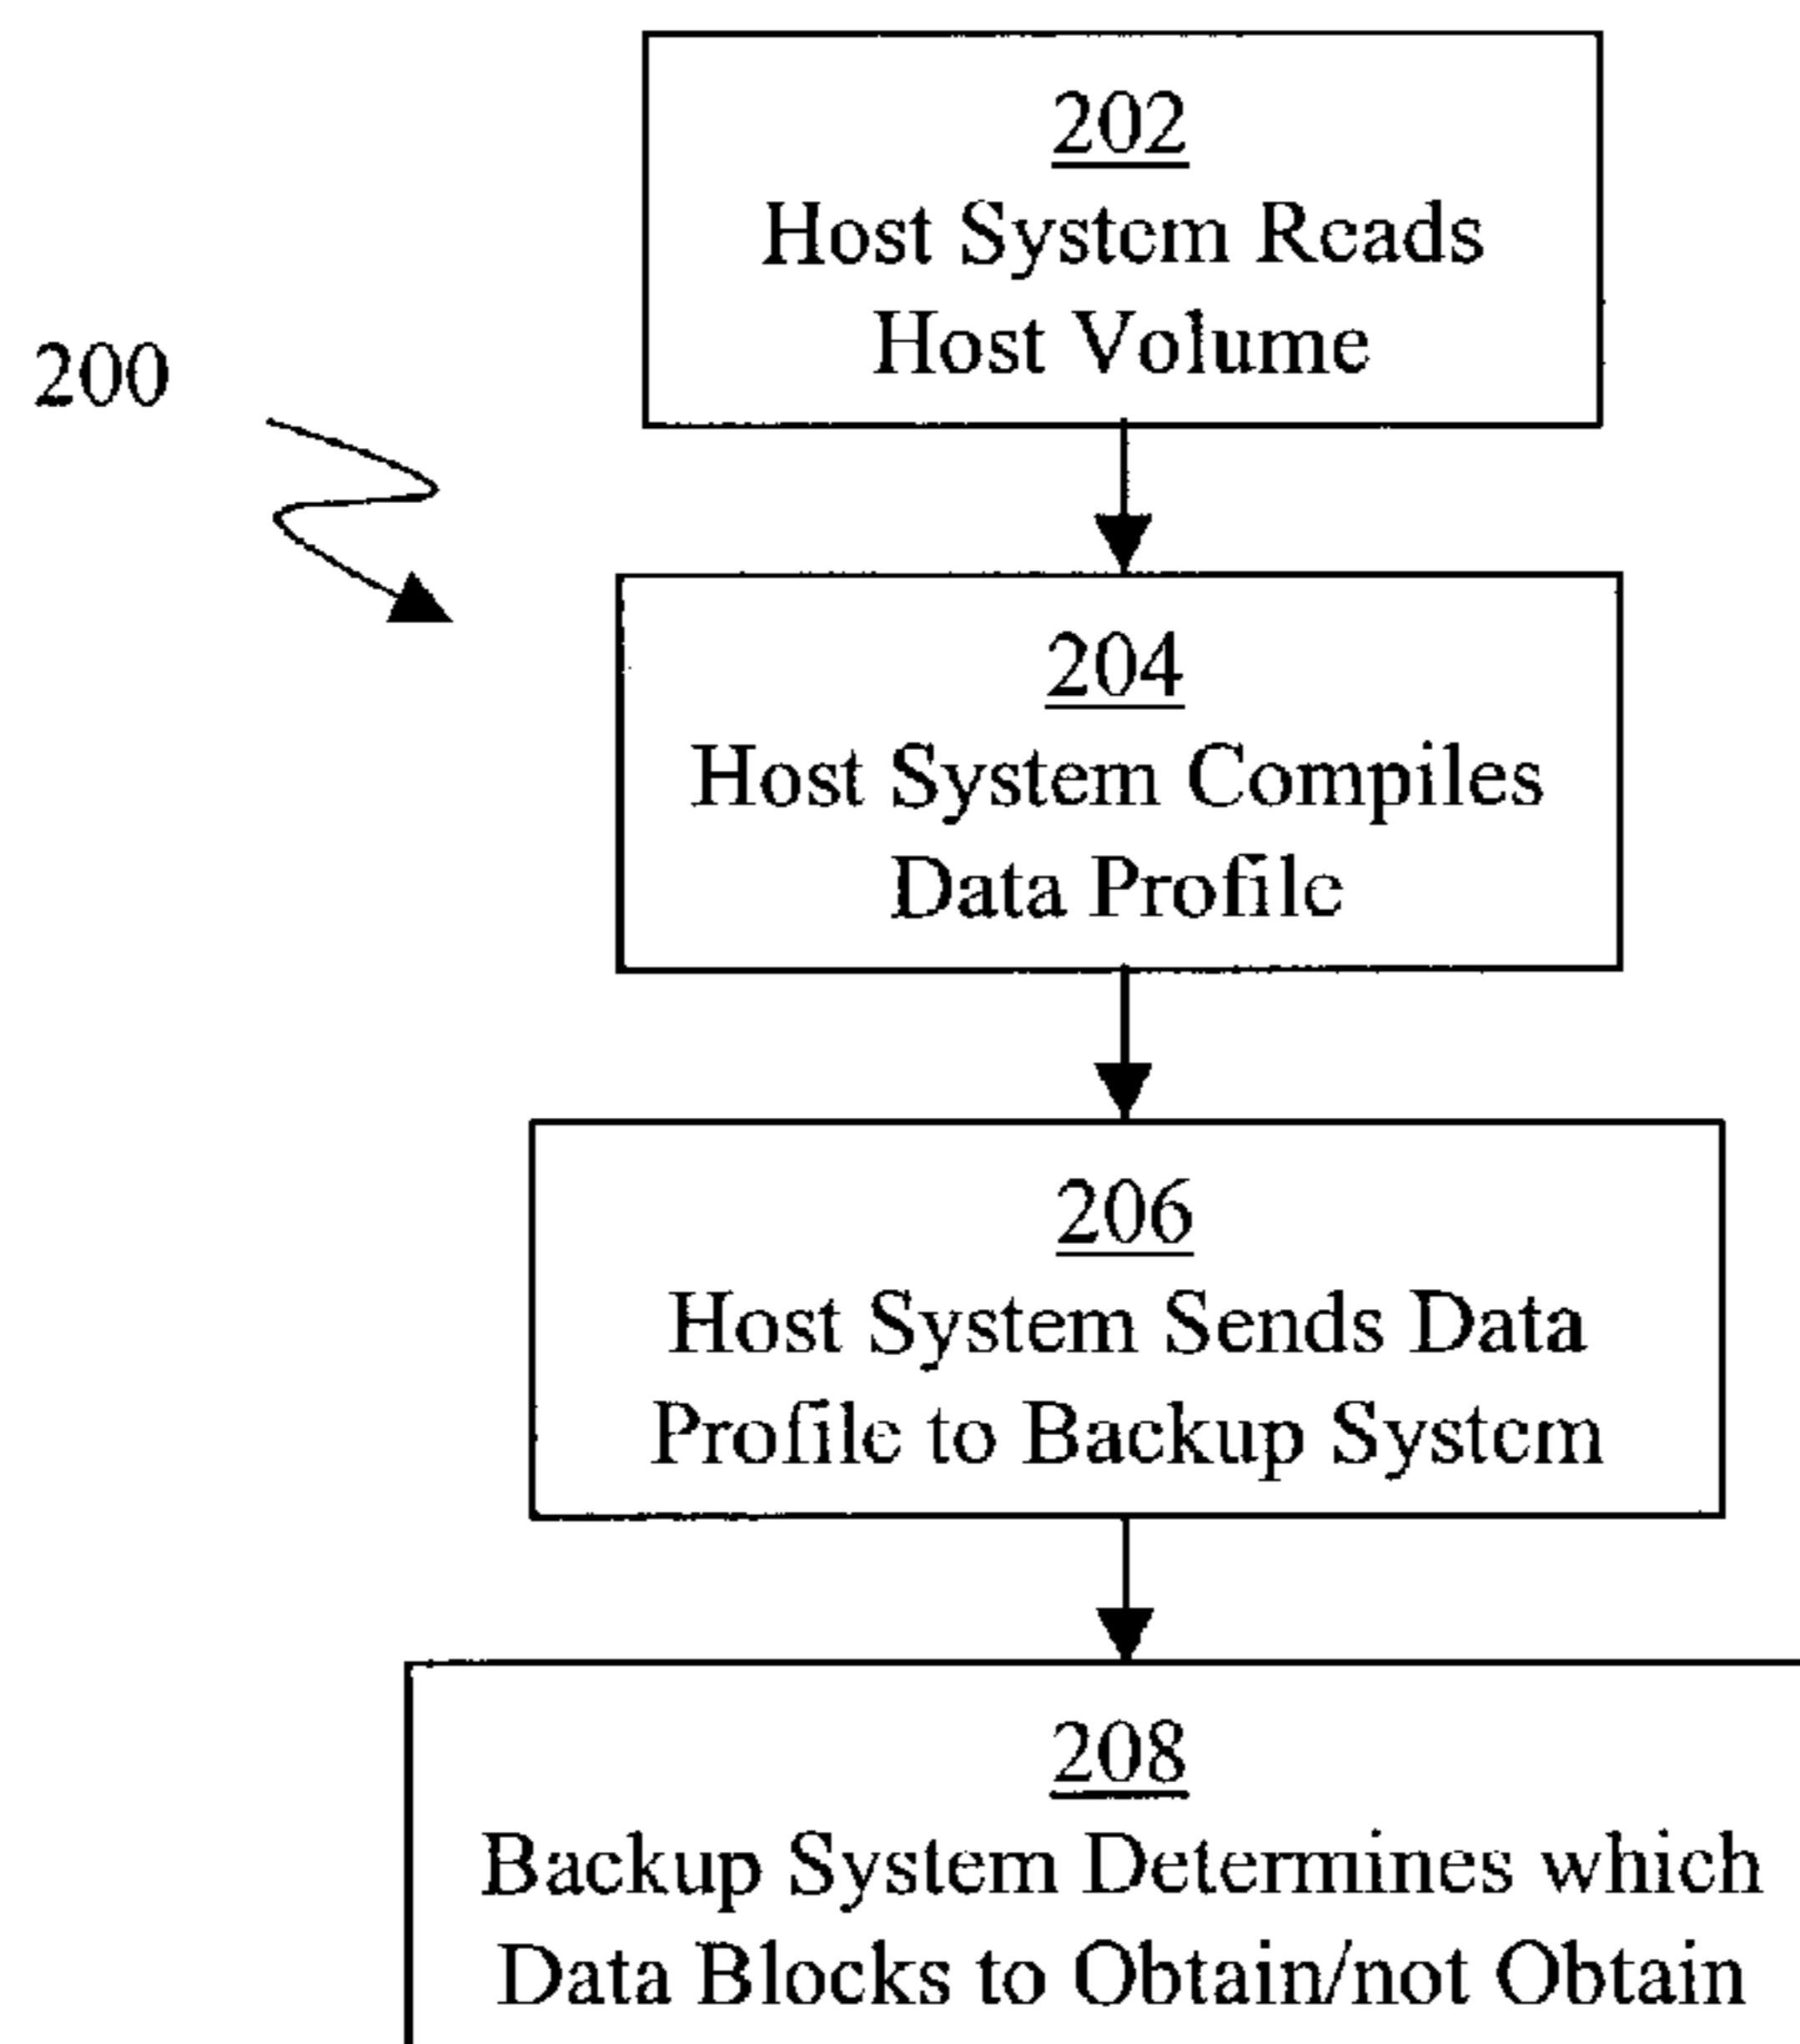 202
Host System Reads
Host Volume
200
204
Host System Compiles
Data Profile
206
Host System Sends Data
Profile to Backup System
208
Backup System Determines which
Data Blocks to Obtain/not Obtain